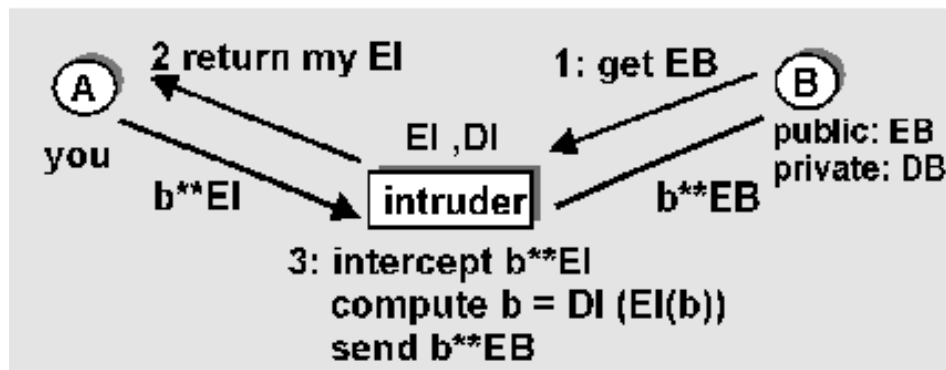 2 return my EI
1: get EB
A
B
EI ,DI
public: EB
private: DB
you
b**EI
intruder
b**EB
3: intercept b**EI
compute b = DI (EI(b))
send b**EB